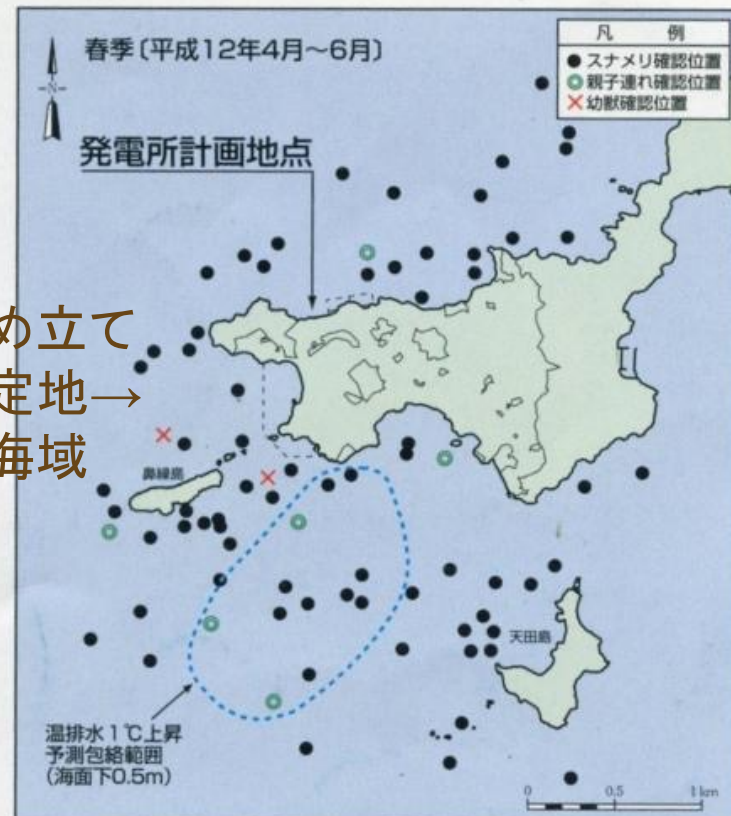 春季〔平成12年4月～6月〕
凡 例
スナメリ確認位置
親子連れ確認位置
幼獣確認位置
N
発電所計画地点
め立て
定地→
海域
鼻繰島
天田島
温排水1℃上昇
予測包絡範囲
(海面下0.5m)
0 0.5 1km